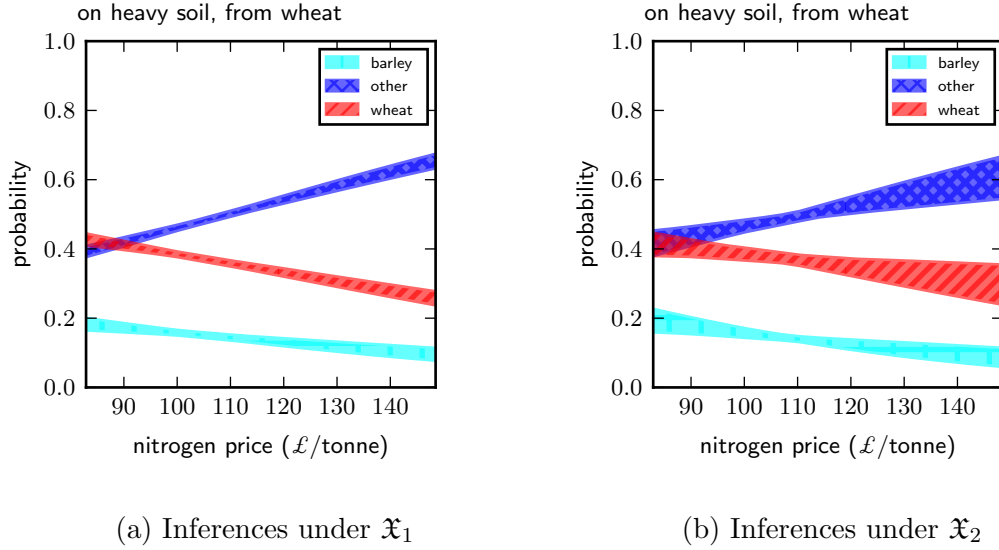 on heavy soil, from wheat
1.0
0.8
0.6
0.4
0.2
0.0
probability
barley
other
wheat
90 100 110 120 130 140
nitrogen price (£/tonne)
(a) Inferences under 𝔛1
on heavy soil, from wheat
1.0
0.8
0.6
0.4
0.2
0.0
probability
barley
other
wheat
90 100 110 120 130 140
nitrogen price (£/tonne)
(b) Inferences under 𝔛2